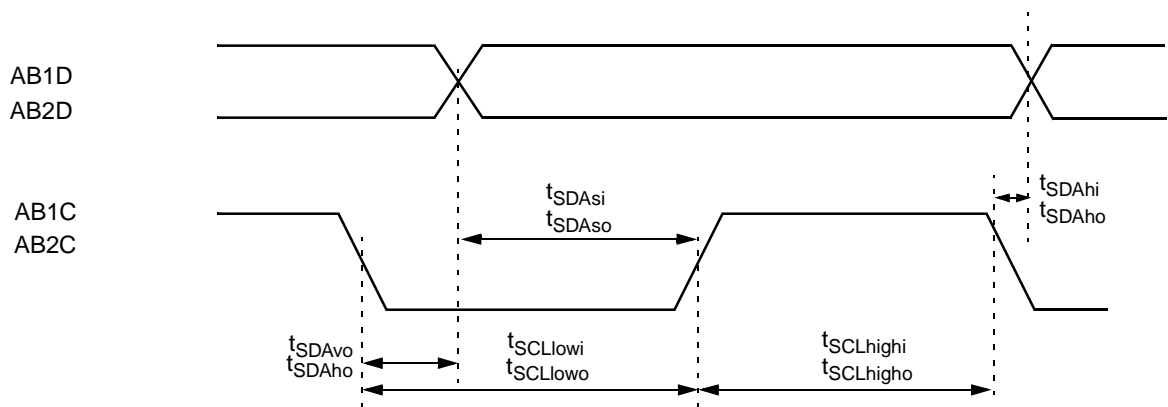 AB1D
AB2D
AB1C
AB2C
tSDAsi
tSDAso
tSDAhi
tSDAho
tSDAvo
tSDAho
tSCLlowi
tSCLlowo
tSCLhighi
tSCLhigho